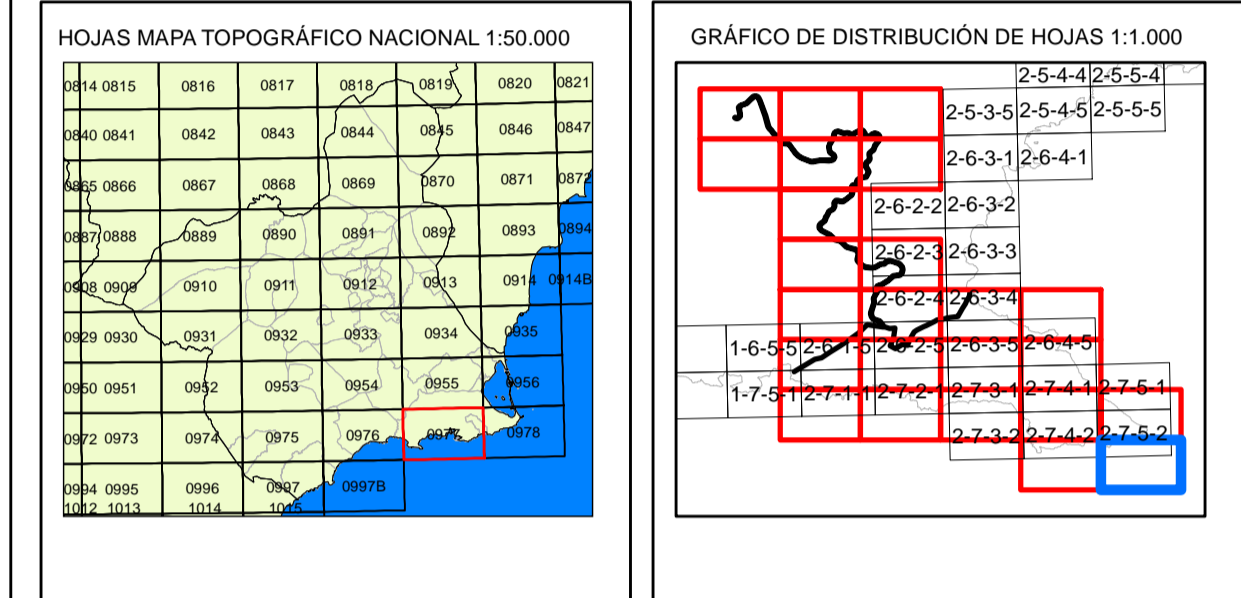 HOJAS MAPA TOPOGRÁFICO NACIONAL 1:50.000
0814 0815 0816 0817 0818 0819 0820 0821
0840 0841 0842 0843 0844 0845 0846 0847
0865 0866 0867 0868 0869 0870 0871 0872
0887 0888 0889 0890 0891 0892 0893 0894
0908 0909 0910 0911 0912 0913 0914 0914B
0929 0930 0931 0932 0933 0934 0935
0950 0951 0952 0953 0954 0955 0956
0972 0973 0974 0975 0976 0977 0978
0994 0995 0996 0997 0997B
1012 1013 1014 1015
GRÁFICO DE DISTRIBUCIÓN DE HOJAS 1:1.000
2-5-4-4 2-5-5-4
2-5-3-5 2-5-4-5 2-5-5-5
2-6-3-1 2-6-4-1
2-6-2-2 2-6-3-2
2-6-2-3 2-6-3-3
2-6-2-4 2-6-3-4
1-6-5-5 2-6-1-5 2-6-2-5 2-6-3-5 2-6-4-5
1-7-5-1 2-7-1-1 2-7-2-1 2-7-3-1 2-7-4-1 2-7-5-1
2-7-3-2 2-7-4-2 2-7-5-2